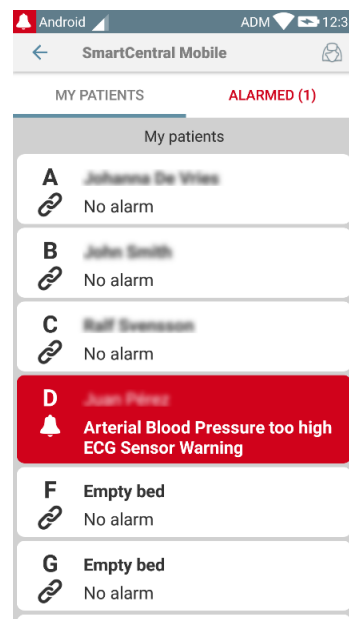 Android ADM 12:3
SmartCentral Mobile
MY PATIENTS ALARMED (1)
My patients
A
No alarm
B
No alarm
C
No alarm
D
Arterial Blood Pressure too high
ECG Sensor Warning
F Empty bed
No alarm
G Empty bed
No alarm